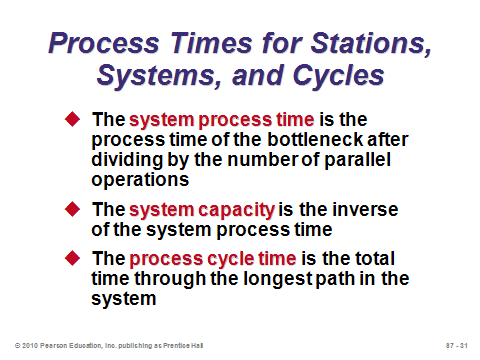 Process Times for Stations,
Systems, and Cycles
The system process time is the
process time of the bottleneck after
dividing by the number of parallel
operations
The system capacity is the inverse
of the system process time
The process cycle time is the total
time through the longest path in the
system
© 2010 Pearson Education, Inc. publishing as Prentice Hall
S7 - 31